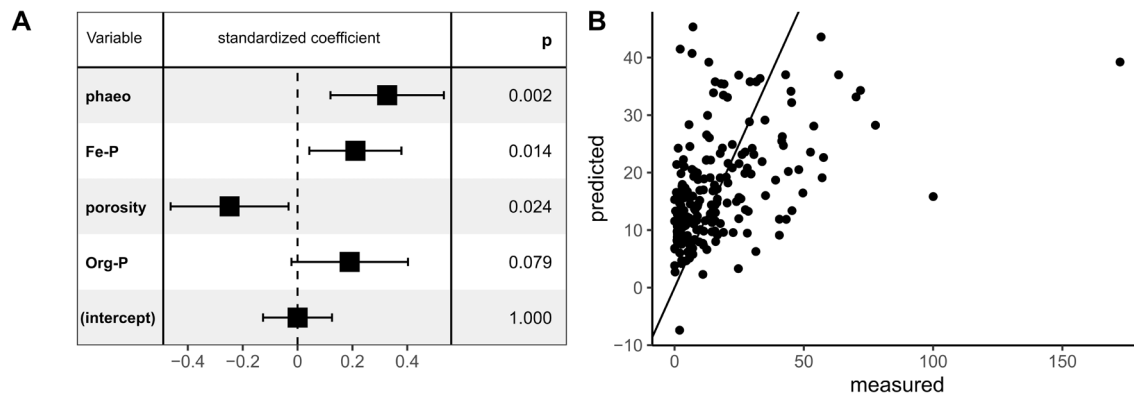 A
Variable standardized coefficient p
phaeo 0.002
Fe-P 0.014
porosity 0.024
Org-P 0.079
(intercept) 1.000
−0.4 −0.2 0 0.2 0.4
B
predicted
40
30
20
10
0
−10
0 50 100 150
measured